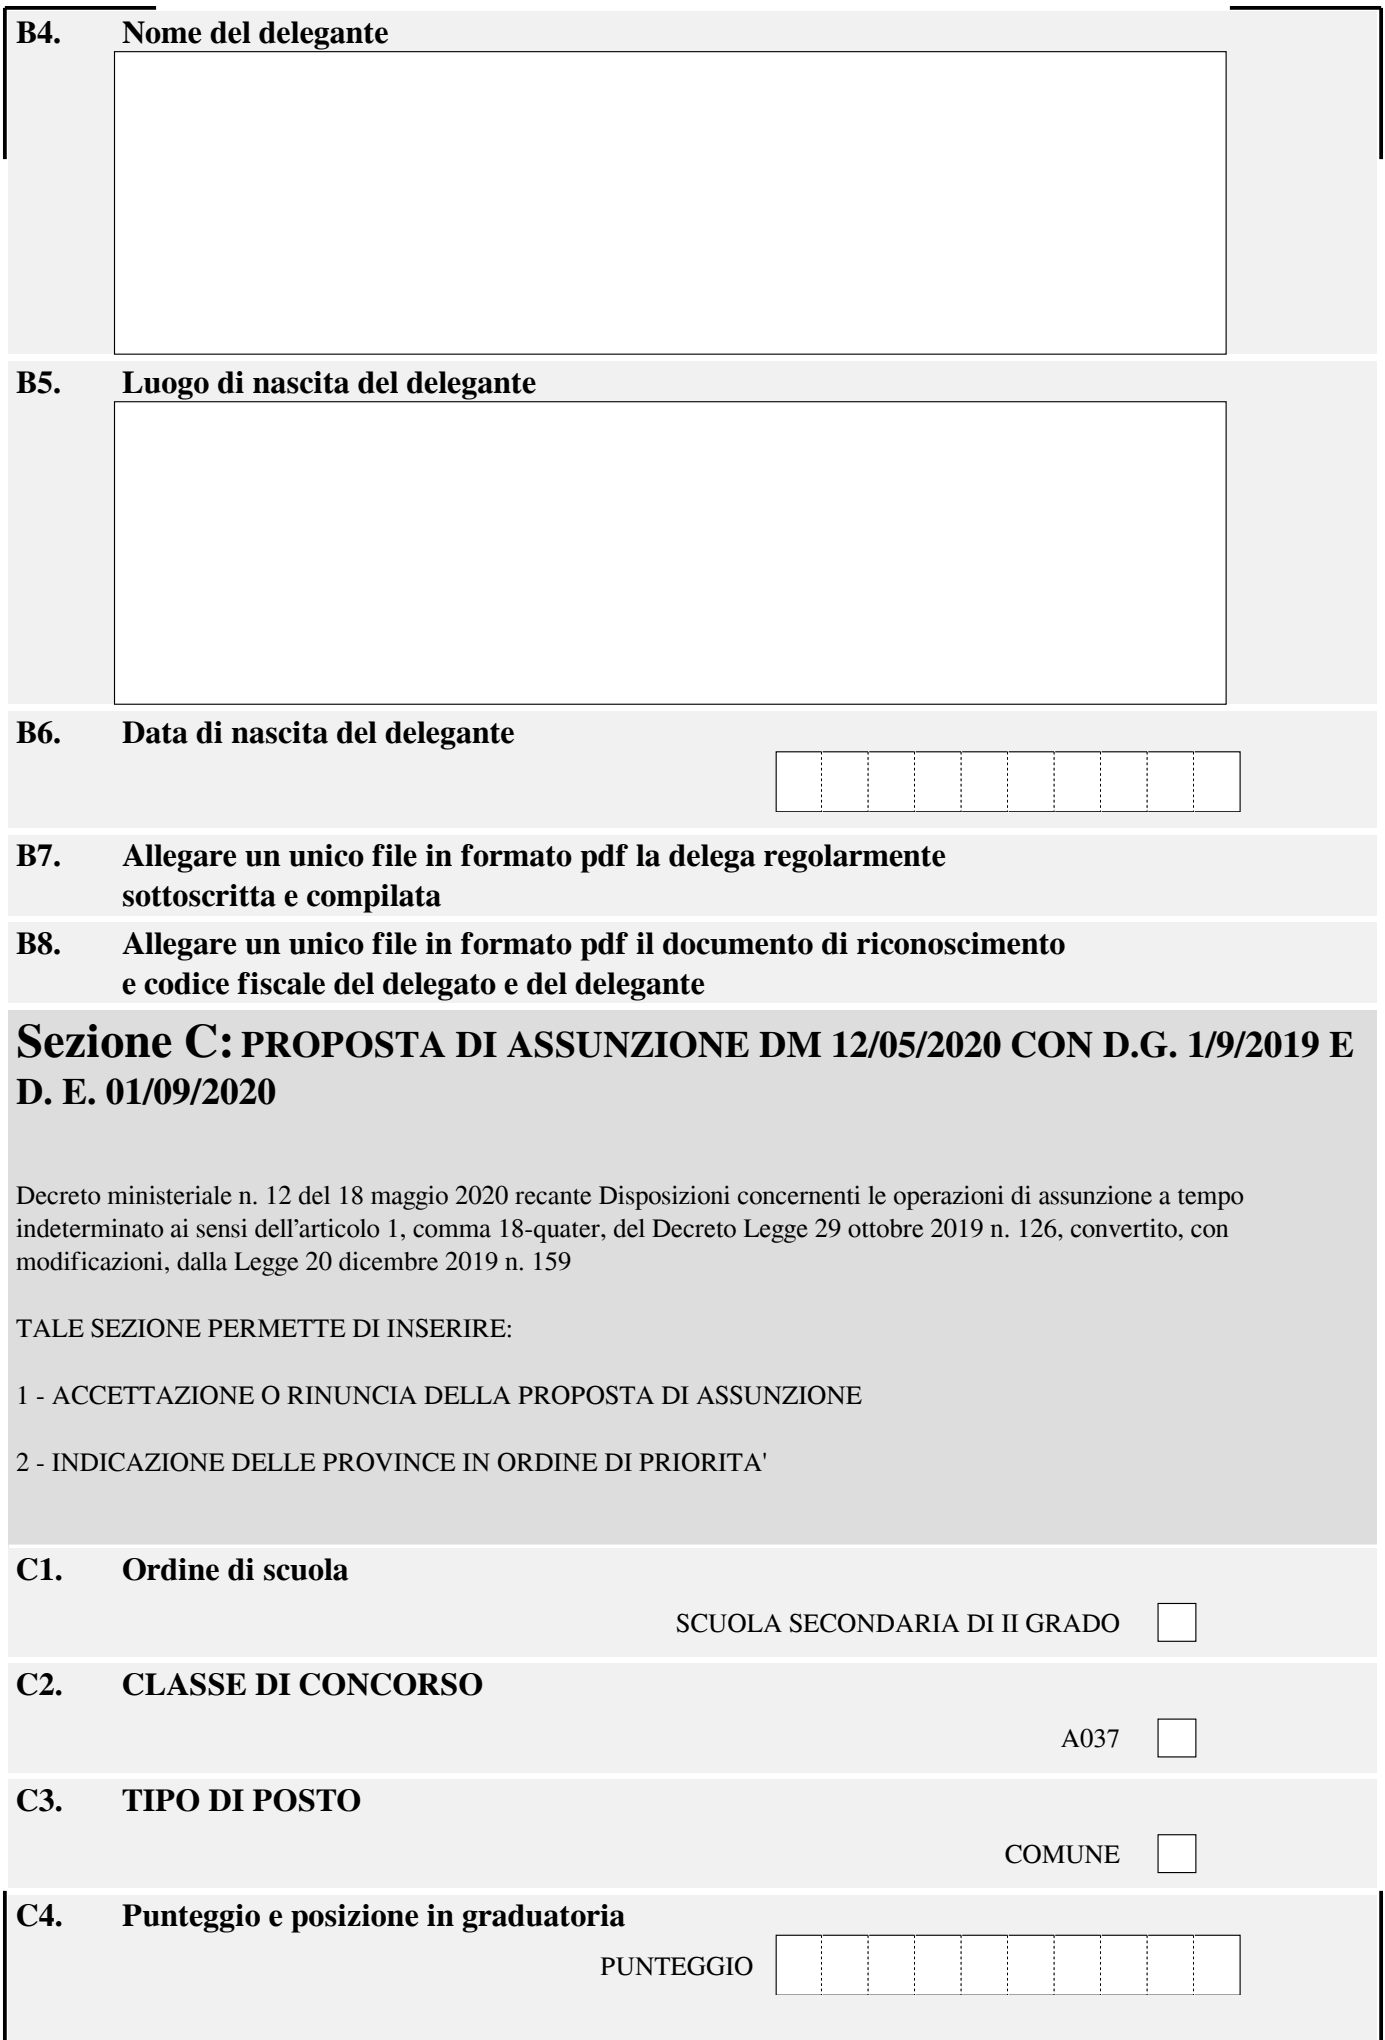 B4. Nome del delegante
B5. Luogo di nascita del delegante
B6. Data di nascita del delegante
B7. Allegare un unico file in formato pdf la delega regolarmente
sottoscritta e compilata
B8. Allegare un unico file in formato pdf il documento di riconoscimento
e codice fiscale del delegato e del delegante
Sezione C: PROPOSTA DI ASSUNZIONE DM 12/05/2020 CON D.G. 1/9/2019 E
D. E. 01/09/2020
Decreto ministeriale n. 12 del 18 maggio 2020 recante Disposizioni concernenti le operazioni di assunzione a tempo
indeterminato ai sensi dell'articolo 1, comma 18-quater, del Decreto Legge 29 ottobre 2019 n. 126, convertito, con
modificazioni, dalla Legge 20 dicembre 2019 n. 159
TALE SEZIONE PERMETTE DI INSERIRE:
1 - ACCETTAZIONE O RINUNCIA DELLA PROPOSTA DI ASSUNZIONE
2 - INDICAZIONE DELLE PROVINCE IN ORDINE DI PRIORITA'
C1. Ordine di scuola
SCUOLA SECONDARIA DI II GRADO
C2. CLASSE DI CONCORSO
A037
C3. TIPO DI POSTO
COMUNE
C4. Punteggio e posizione in graduatoria
PUNTEGGIO